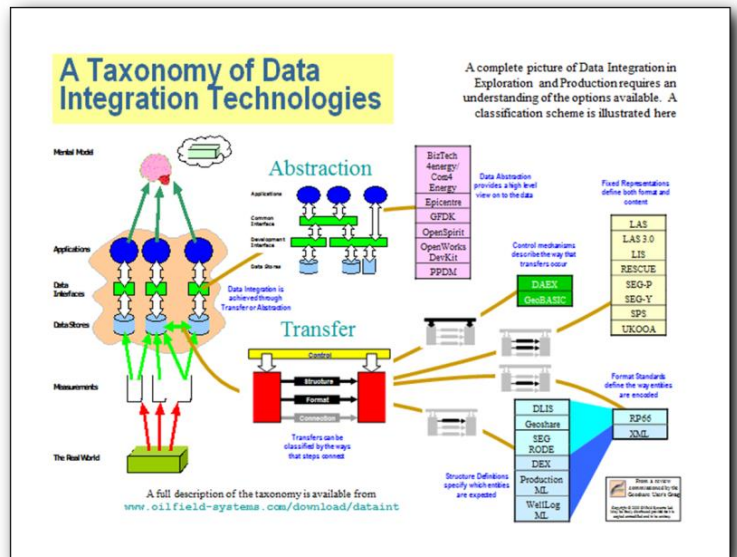 A Taxonomy of Data
Integration Technologies
A complete picture of Data Integration in
Exploration and Production requires an
understanding of the options available. A
classification scheme is illustrated here
Mental Model
Applications
Data
Interfaces
Data Stores
Measurements
The Real World
Abstraction
Applications
Common
Interface
Development
Interface
Data Stores
BizTech
4energy/
Com4
Energy
Epicentre
GFDK
OpenSpirit
OpenWorks
DevKit
PPDM
Data Abstraction
provides a high level
view on to the data
Fixed Representations
define both format and
content
LAS
LAS 3.0
LIS
RESCUE
SEG-P
SEG-Y
SPS
UKOOA
Control mechanisms
describe the way that
transfers occur
DAEX
GeoBASIC
Data Integration is
achieved through
Transfer or Abstraction
Transfer
Control
Structure
Format
Connection
Transfers can be
classified by the ways
that steps connect
Format Standards
define the way entities
are encoded
RP66
XML
DLIS
Geoshare
SEG
RODE
DEX
Production
ML
WellLog
ML
Structure Definitions
specify which entities
are expected
From a review
commissioned by the
Geoshare User's Group
A full description of the taxonomy is available from
www.oilfield-systems.com/download/dataint